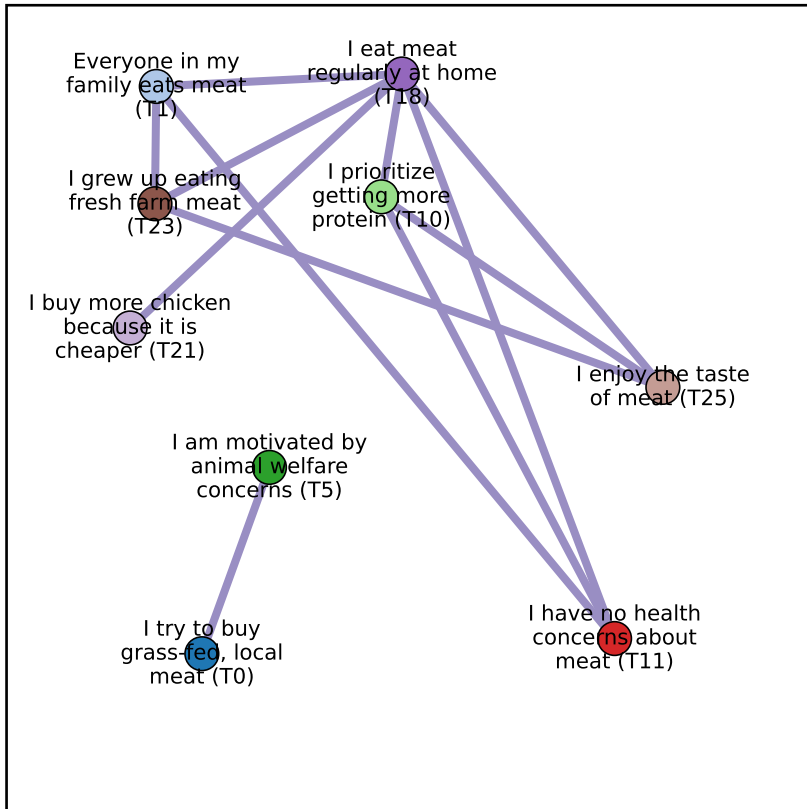 Everyone in my
family eats meat
(T1)
I eat meat
regularly at home
(T18)
I grew up eating
fresh farm meat
(T23)
I prioritize
getting more
protein (T10)
I buy more chicken
because it is
cheaper (T21)
I enjoy the taste
of meat (T25)
I am motivated by
animal welfare
concerns (T5)
I try to buy
grass-fed, local
meat (T0)
I have no health
concerns about
meat (T11)